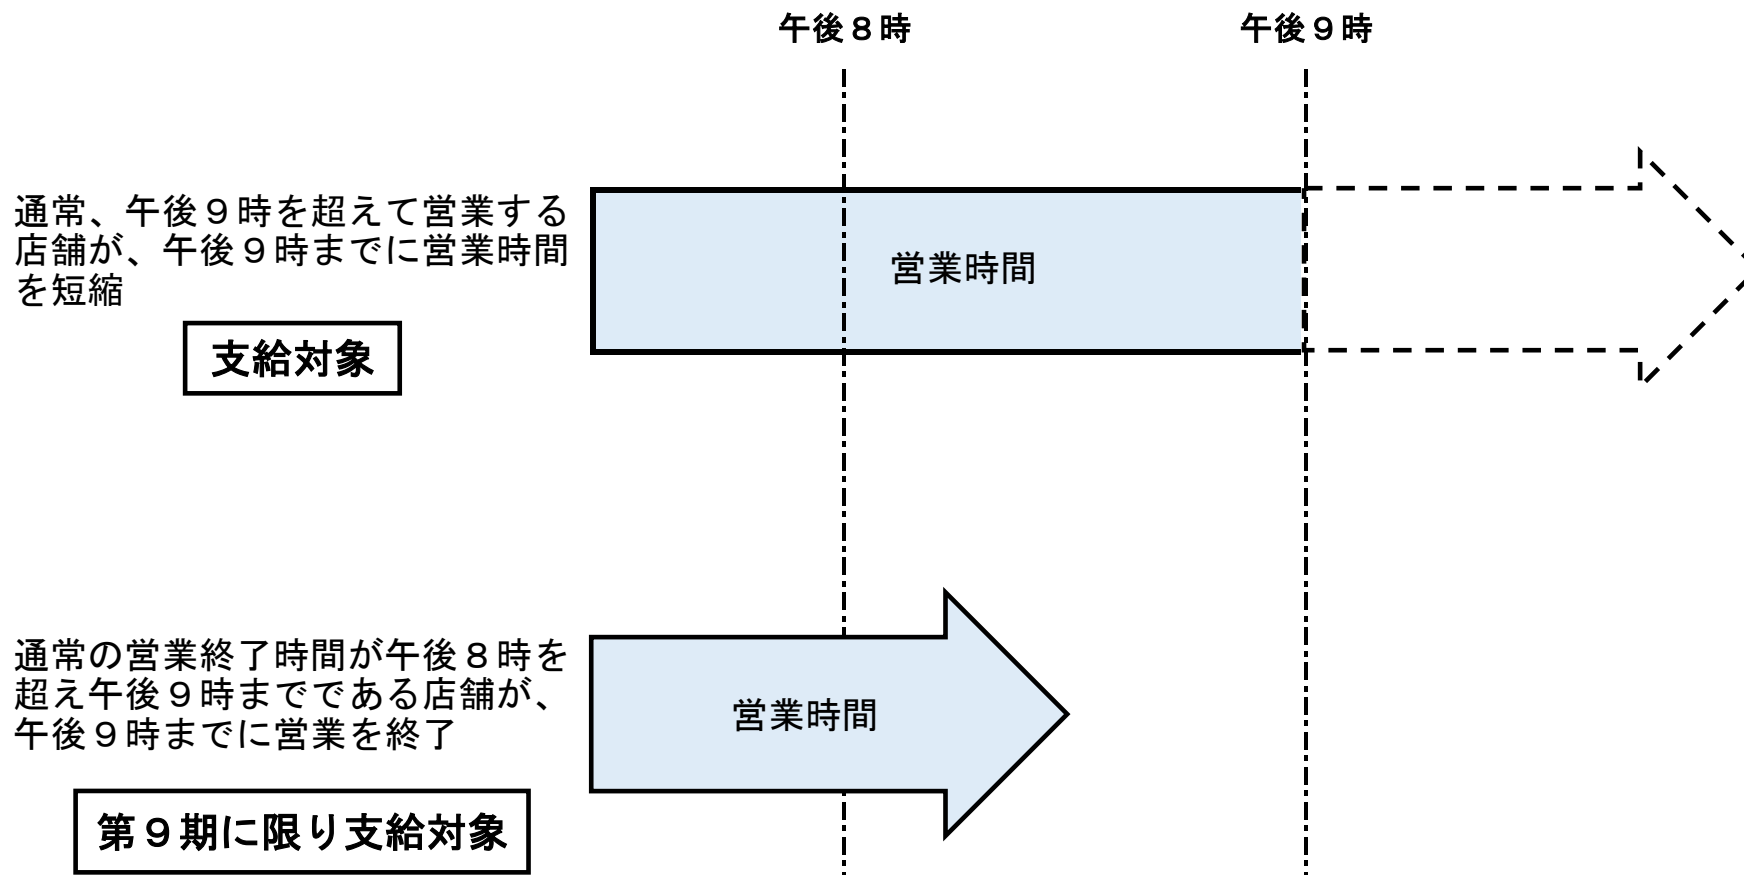 午後８時
午後９時
通常、午後９時を超えて営業する
店舗が、午後９時までに営業時間
を短縮
支給対象
営業時間
通常の営業終了時間が午後８時を
超え午後９時までである店舗が、
午後９時までに営業を終了
第９期に限り支給対象
営業時間